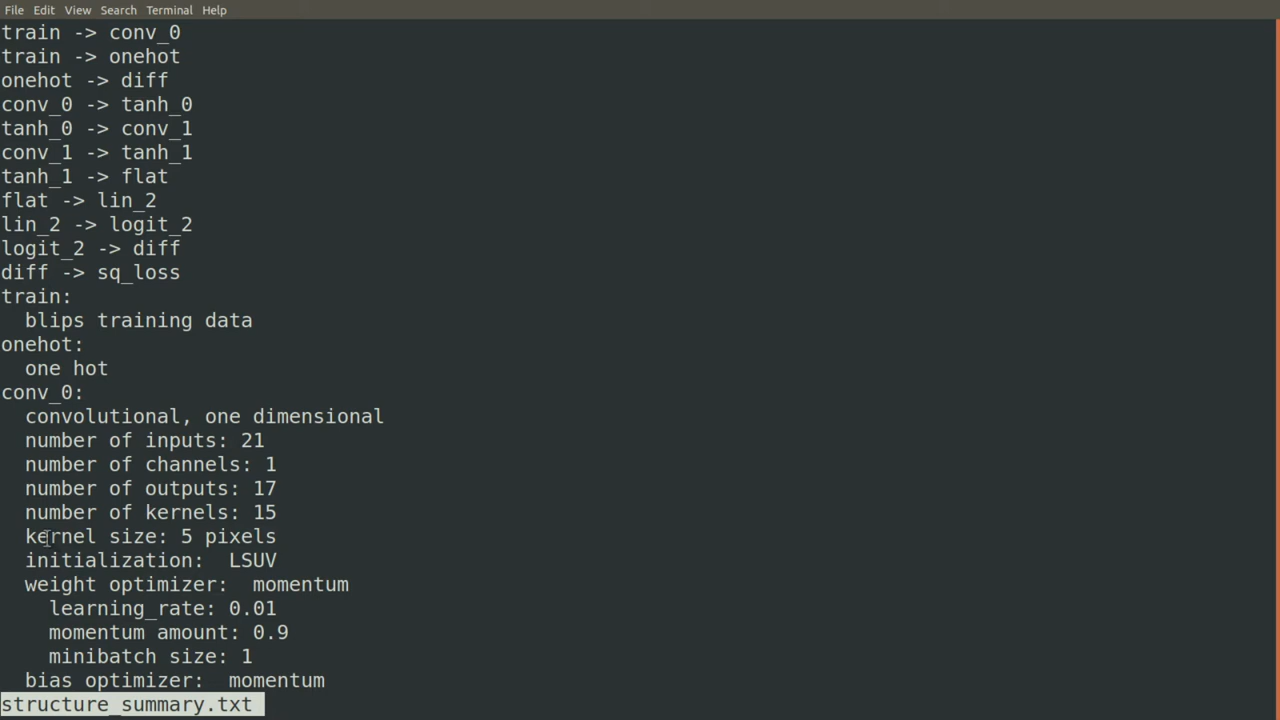 File Edit View Search Terminal Help
train -> conv_0
train -> onehot
onehot -> diff
conv_0 -> tanh_0
tanh_0 -> conv_1
conv_1 -> tanh_1
tanh_1 -> flat
flat -> lin_2
lin_2 -> logit_2
logit_2 -> diff
diff -> sq_loss
train:
  blips training data
onehot:
  one hot
conv_0:
  convolutional, one dimensional
  number of inputs: 21
  number of channels: 1
  number of outputs: 17
  number of kernels: 15
  kernel size: 5 pixels
  initialization:  LSUV
  weight optimizer:  momentum
    learning_rate: 0.01
    momentum amount: 0.9
    minibatch size: 1
  bias optimizer:  momentum
structure_summary.txt